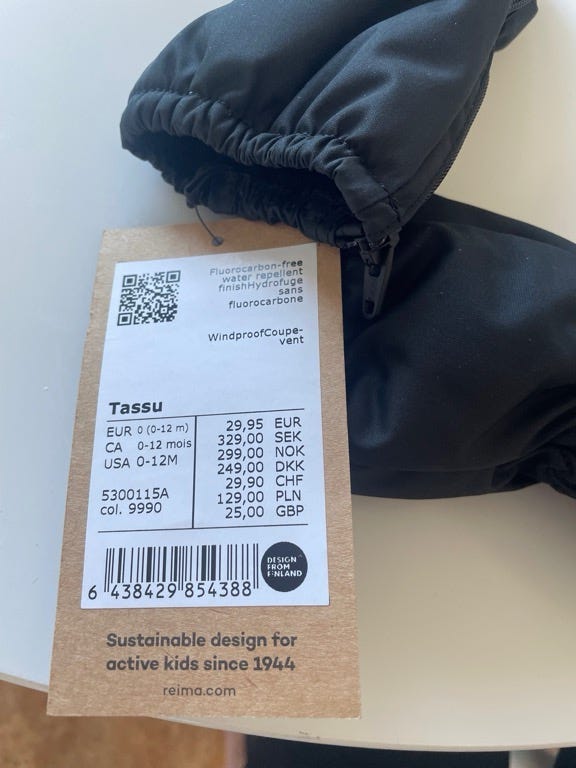 Fluorocarbon-free
water repellent
finishHydrofuge
sans
fluorocarbone
WindproofCoupe-
vent
Tassu
EUR 0 (0-12 m)
CA 0-12 mois
USA 0-12M
5300115A
col. 9990
29,95 EUR
329,00 SEK
299,00 NOK
249,00 DKK
29,90 CHF
129,00 PLN
25,00 GBP
6 438429 854388
DESIGN
FROM
FINLAND
Sustainable design for
active kids since 1944
reima.com